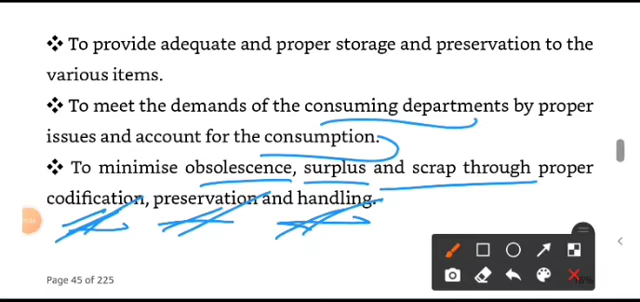 ❖ To provide adequate and proper storage and preservation to the
various items.
❖ To meet the demands of the consuming departments by proper
issues and account for the consumption.
❖ To minimise obsolescence, surplus and scrap through proper
codification, preservation and handling.
Page 45 of 225